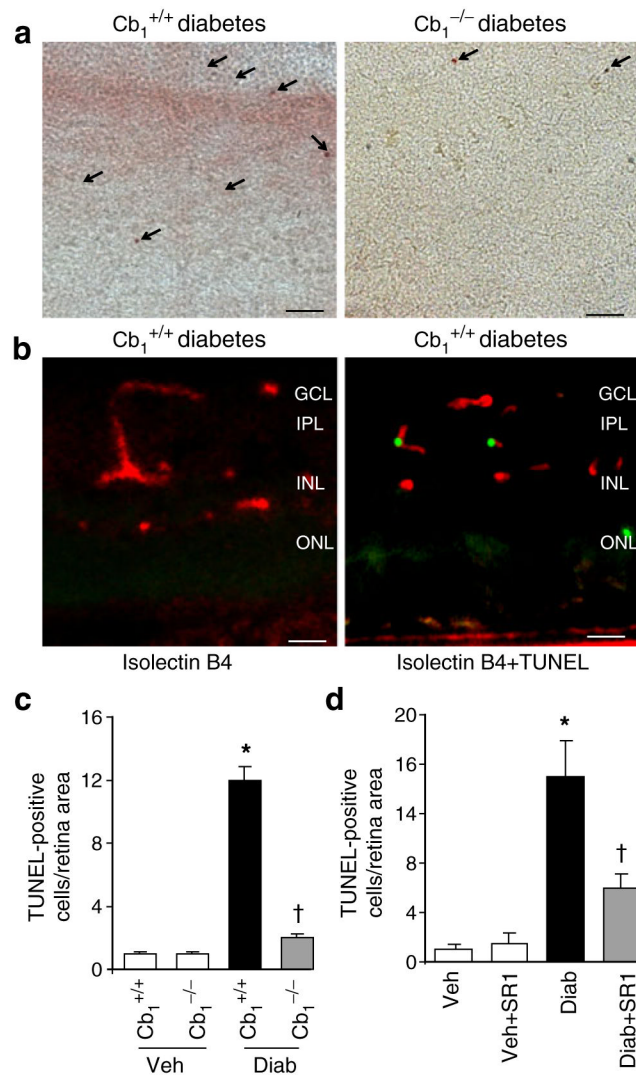 a
Cb₁⁺/⁺ diabetes
Cb₁⁻/⁻ diabetes
b
Cb₁⁺/⁺ diabetes
Cb₁⁺/⁺ diabetes
GCL
IPL
INL
ONL
GCL
IPL
INL
ONL
Isolectin B4
Isolectin B4+TUNEL
c
TUNEL-positive
cells/retina area
16
12
8
4
0
*
†
Cb₁⁺/⁺
Cb₁⁻/⁻
Cb₁⁺/⁺
Cb₁⁻/⁻
Veh
Diab
d
TUNEL-positive
cells/retina area
20
16
14
8
4
0
*
†
Veh
Veh+SR1
Diab
Diab+SR1